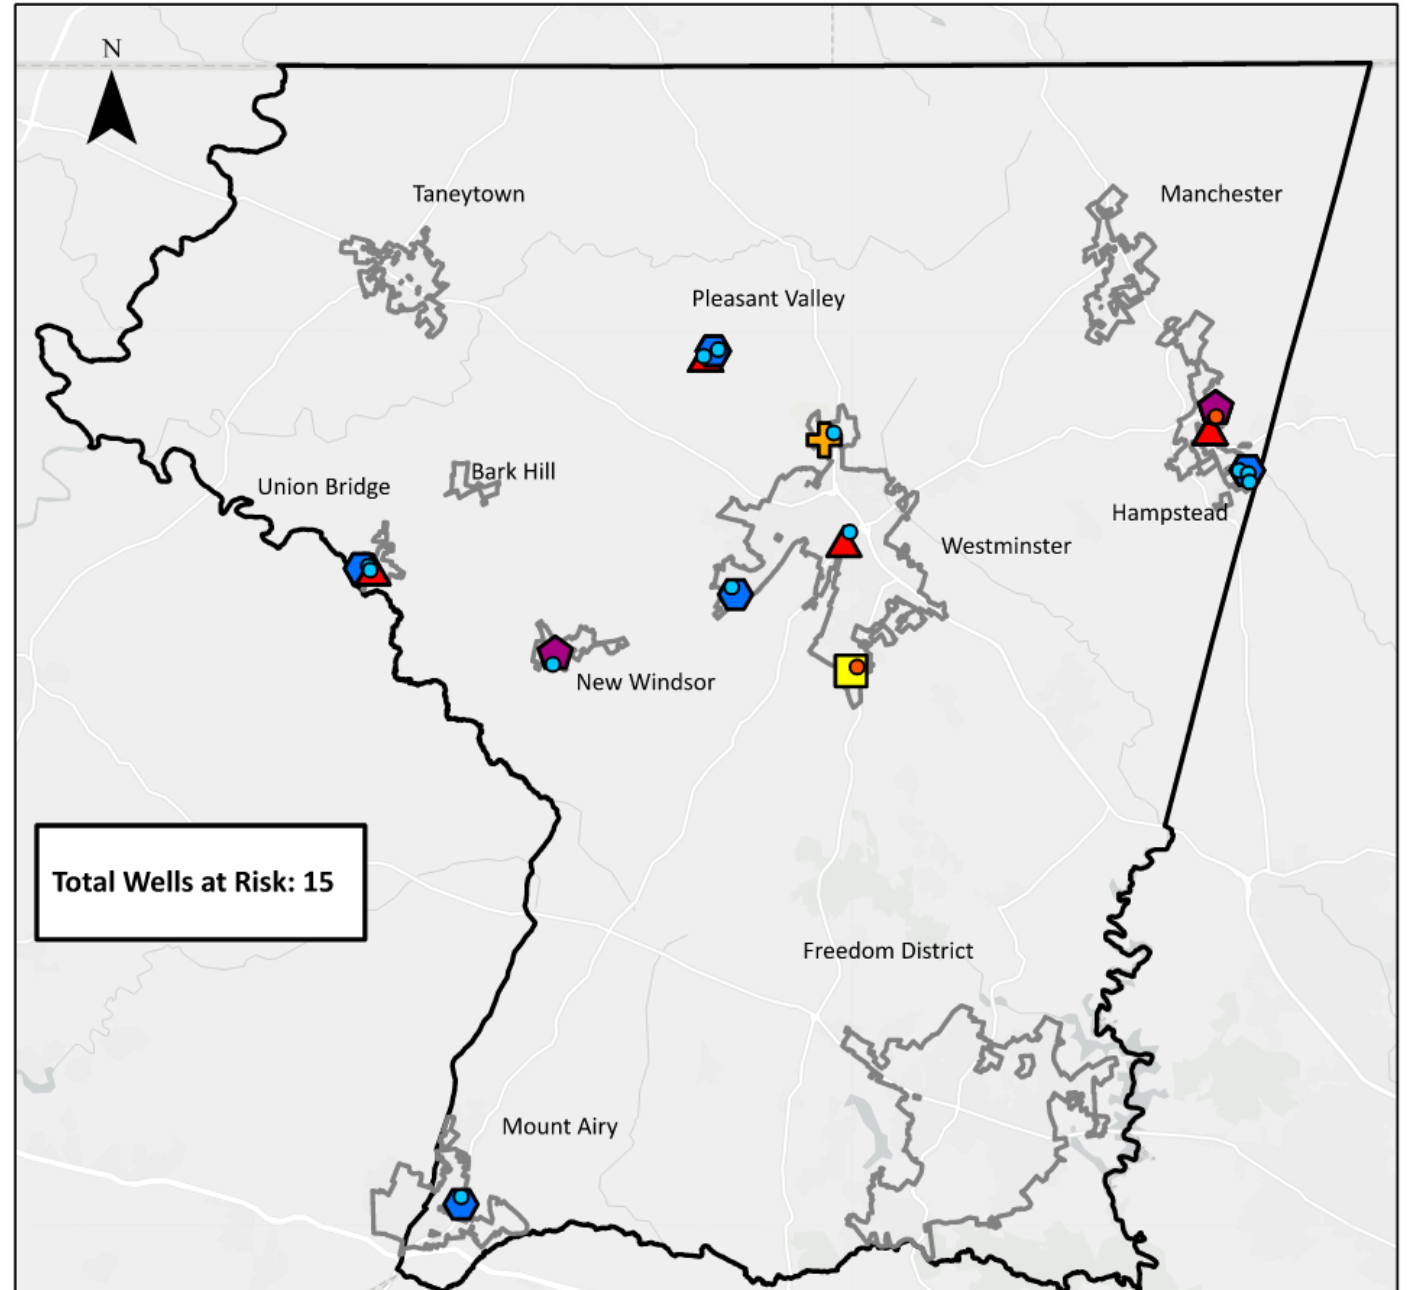 N
Taneytown
Manchester
Pleasant Valley
Bark Hill
Union Bridge
Hampstead
Westminster
New Windsor
Total Wells at Risk: 15
Freedom District
Mount Airy